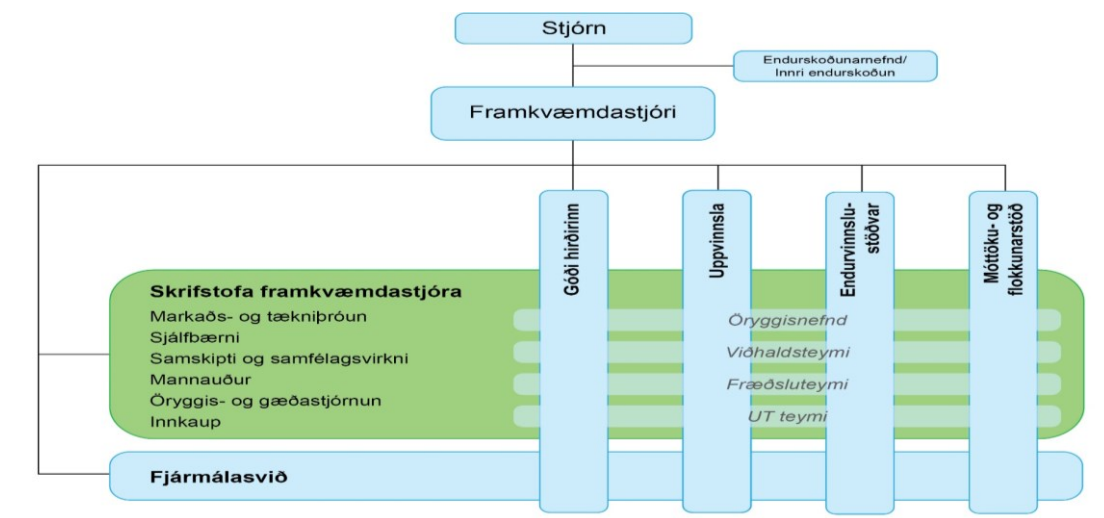 Stjórn
Endurskoðunarnefnd/
Innri endurskoðun
Framkvæmdastjóri
Góði hirðirinn
Uppvinnsla
Endurvinnslu-
stöðvar
Móttöku- og
flokkunarstöð
Skrifstofa framkvæmdastjóra
Markaðs- og tækniþróun
Sjálfbærni
Samskipti og samfélagsvirkni
Mannauður
Öryggis- og gæðastjórnun
Innkaup
Öryggisnefnd
Viðhaldsteymi
Fræðsluteymi
UT teymi
Fjármálasvið